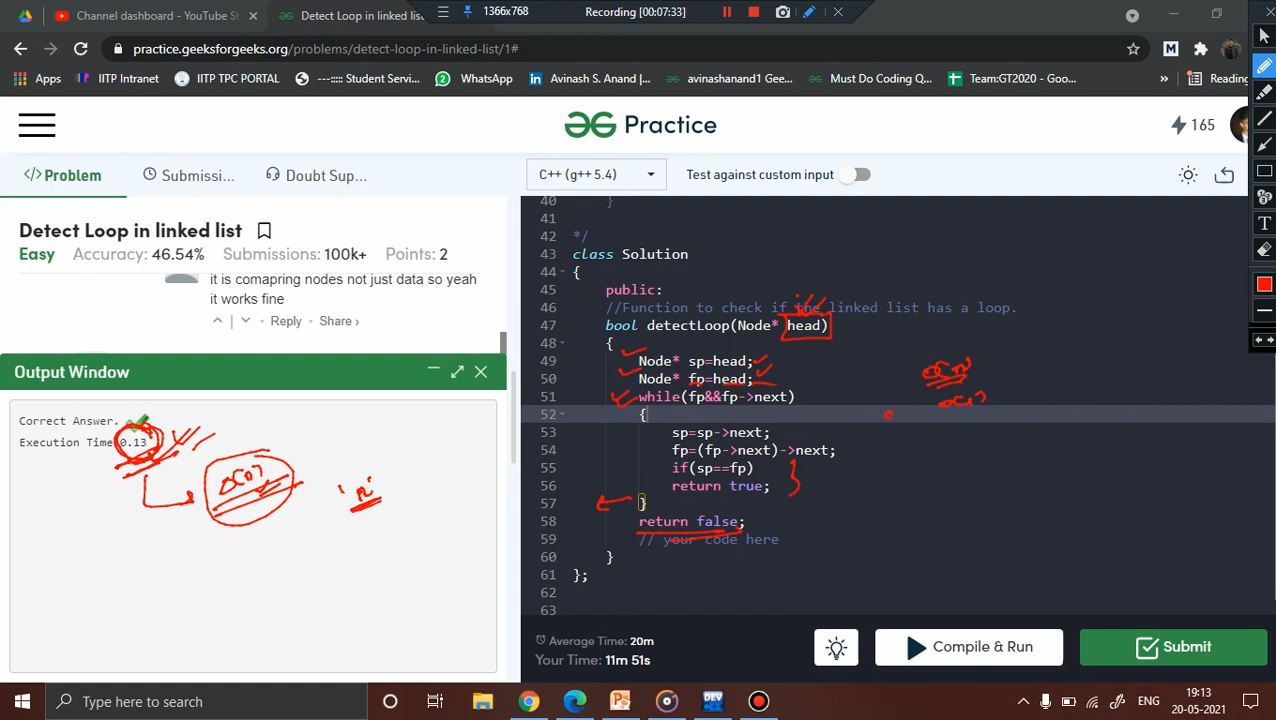 Channel dashboard - YouTube St
Detect Loop in linked lis
1366x768
Recording [00:07:33]
practice.geeksforgeeks.org/problems/detect-loop-in-linked-list/1#
Apps
IITP Intranet
IITP TPC PORTAL
---::::: Student Servi...
WhatsApp
Avinash S. Anand |...
avinashanand1 Gee...
Must Do Coding Q...
Team:GT2020 - Goo...
»
Reading
Practice
165
</>Problem
Submissi...
Doubt Sup...
C++ (g++ 5.4)
Test against custom input
Detect Loop in linked list
Easy
Accuracy: 46.54%
Submissions: 100k+
Points: 2
it is comapring nodes not just data so yeah
it works fine
Reply
Share ›
Output Window
Correct Answer.
Execution Time 0.13
'n'
40 }
41
42 */
43 class Solution
44 {
45 public:
46 //Function to check if the linked list has a loop.
47 bool detectLoop(Node* head)
48 {
49 Node* sp=head;
50 Node* fp=head;
51 while(fp&&fp->next)
52 {
53 sp=sp->next;
54 fp=(fp->next)->next;
55 if(sp==fp)
56 return true;
57 }
58 return false;
59 // your code here
60 }
61 };
62
63
Average Time: 20m
Your Time: 11m 51s
Compile & Run
Submit
Type here to search
DEV
ENG
19:13
20-05-2021